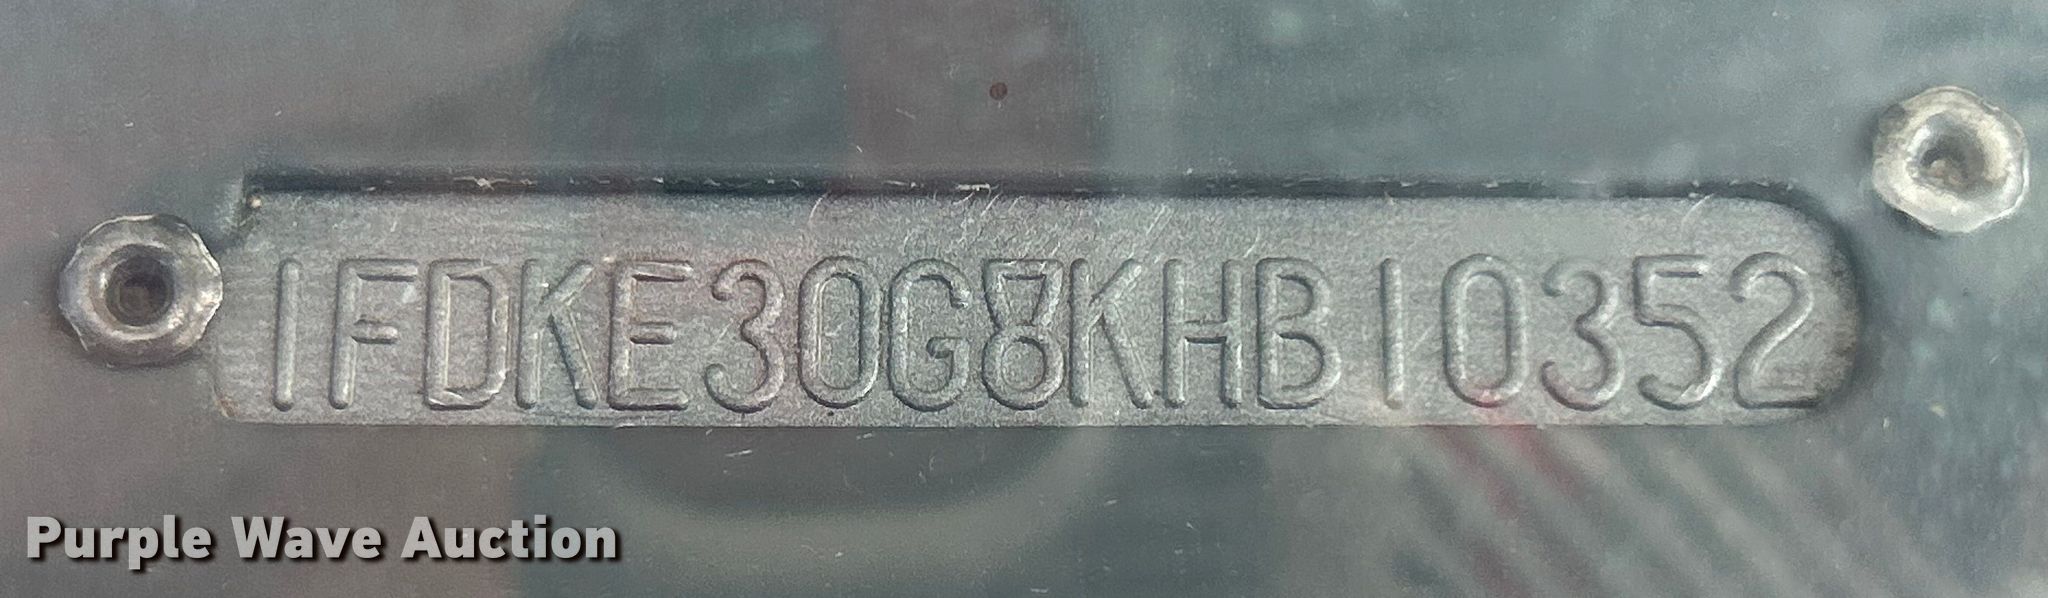 1FDKE30G8KHB10352
Purple Wave Auction